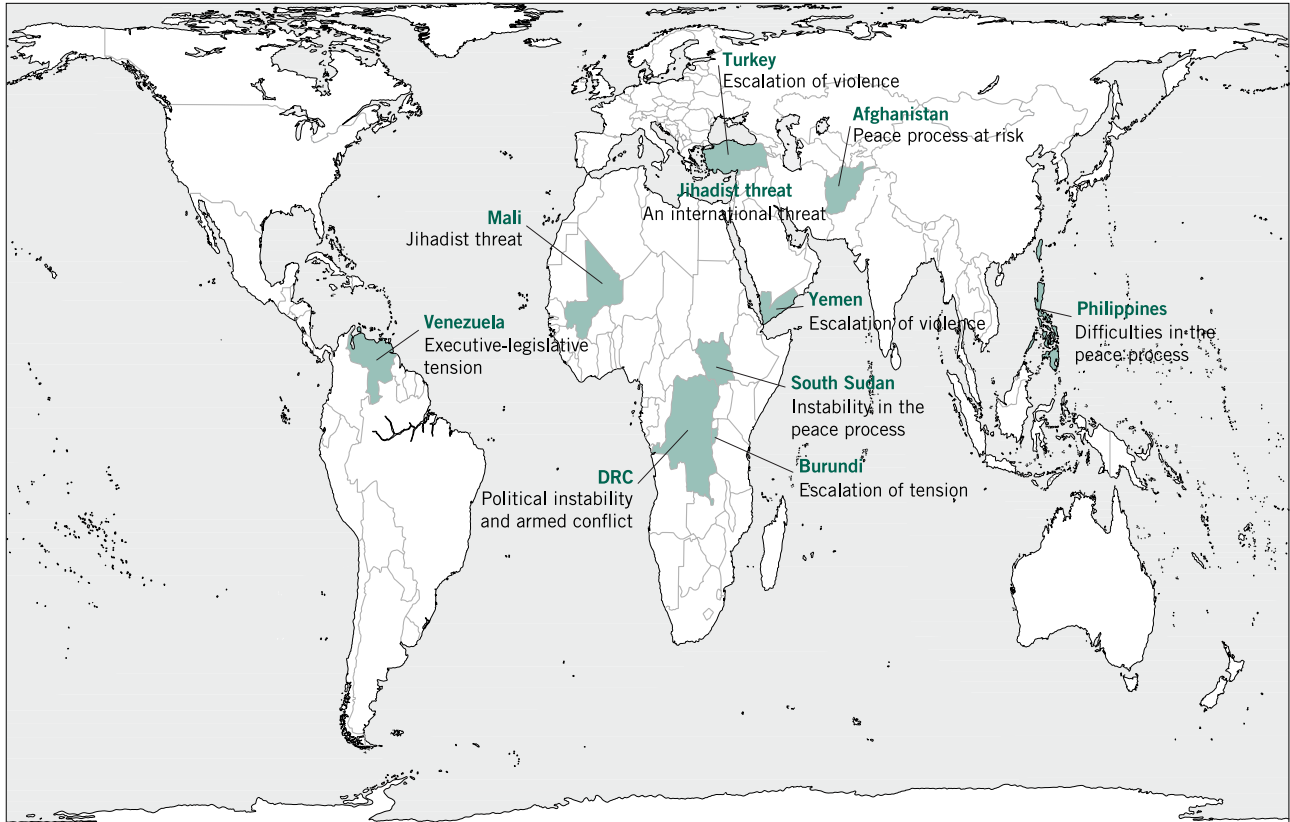 Turkey
Escalation of violence
Afghanistan
Peace process at risk
Jihadist threat
An international threat
Mali
Jihadist threat
Yemen
Escalation of violence
Philippines
Difficulties in the
peace process
Venezuela
Executive-legislative
tension
South Sudan
Instability in the
peace process
Burundi
Escalation of tension
DRC
Political instability
and armed conflict